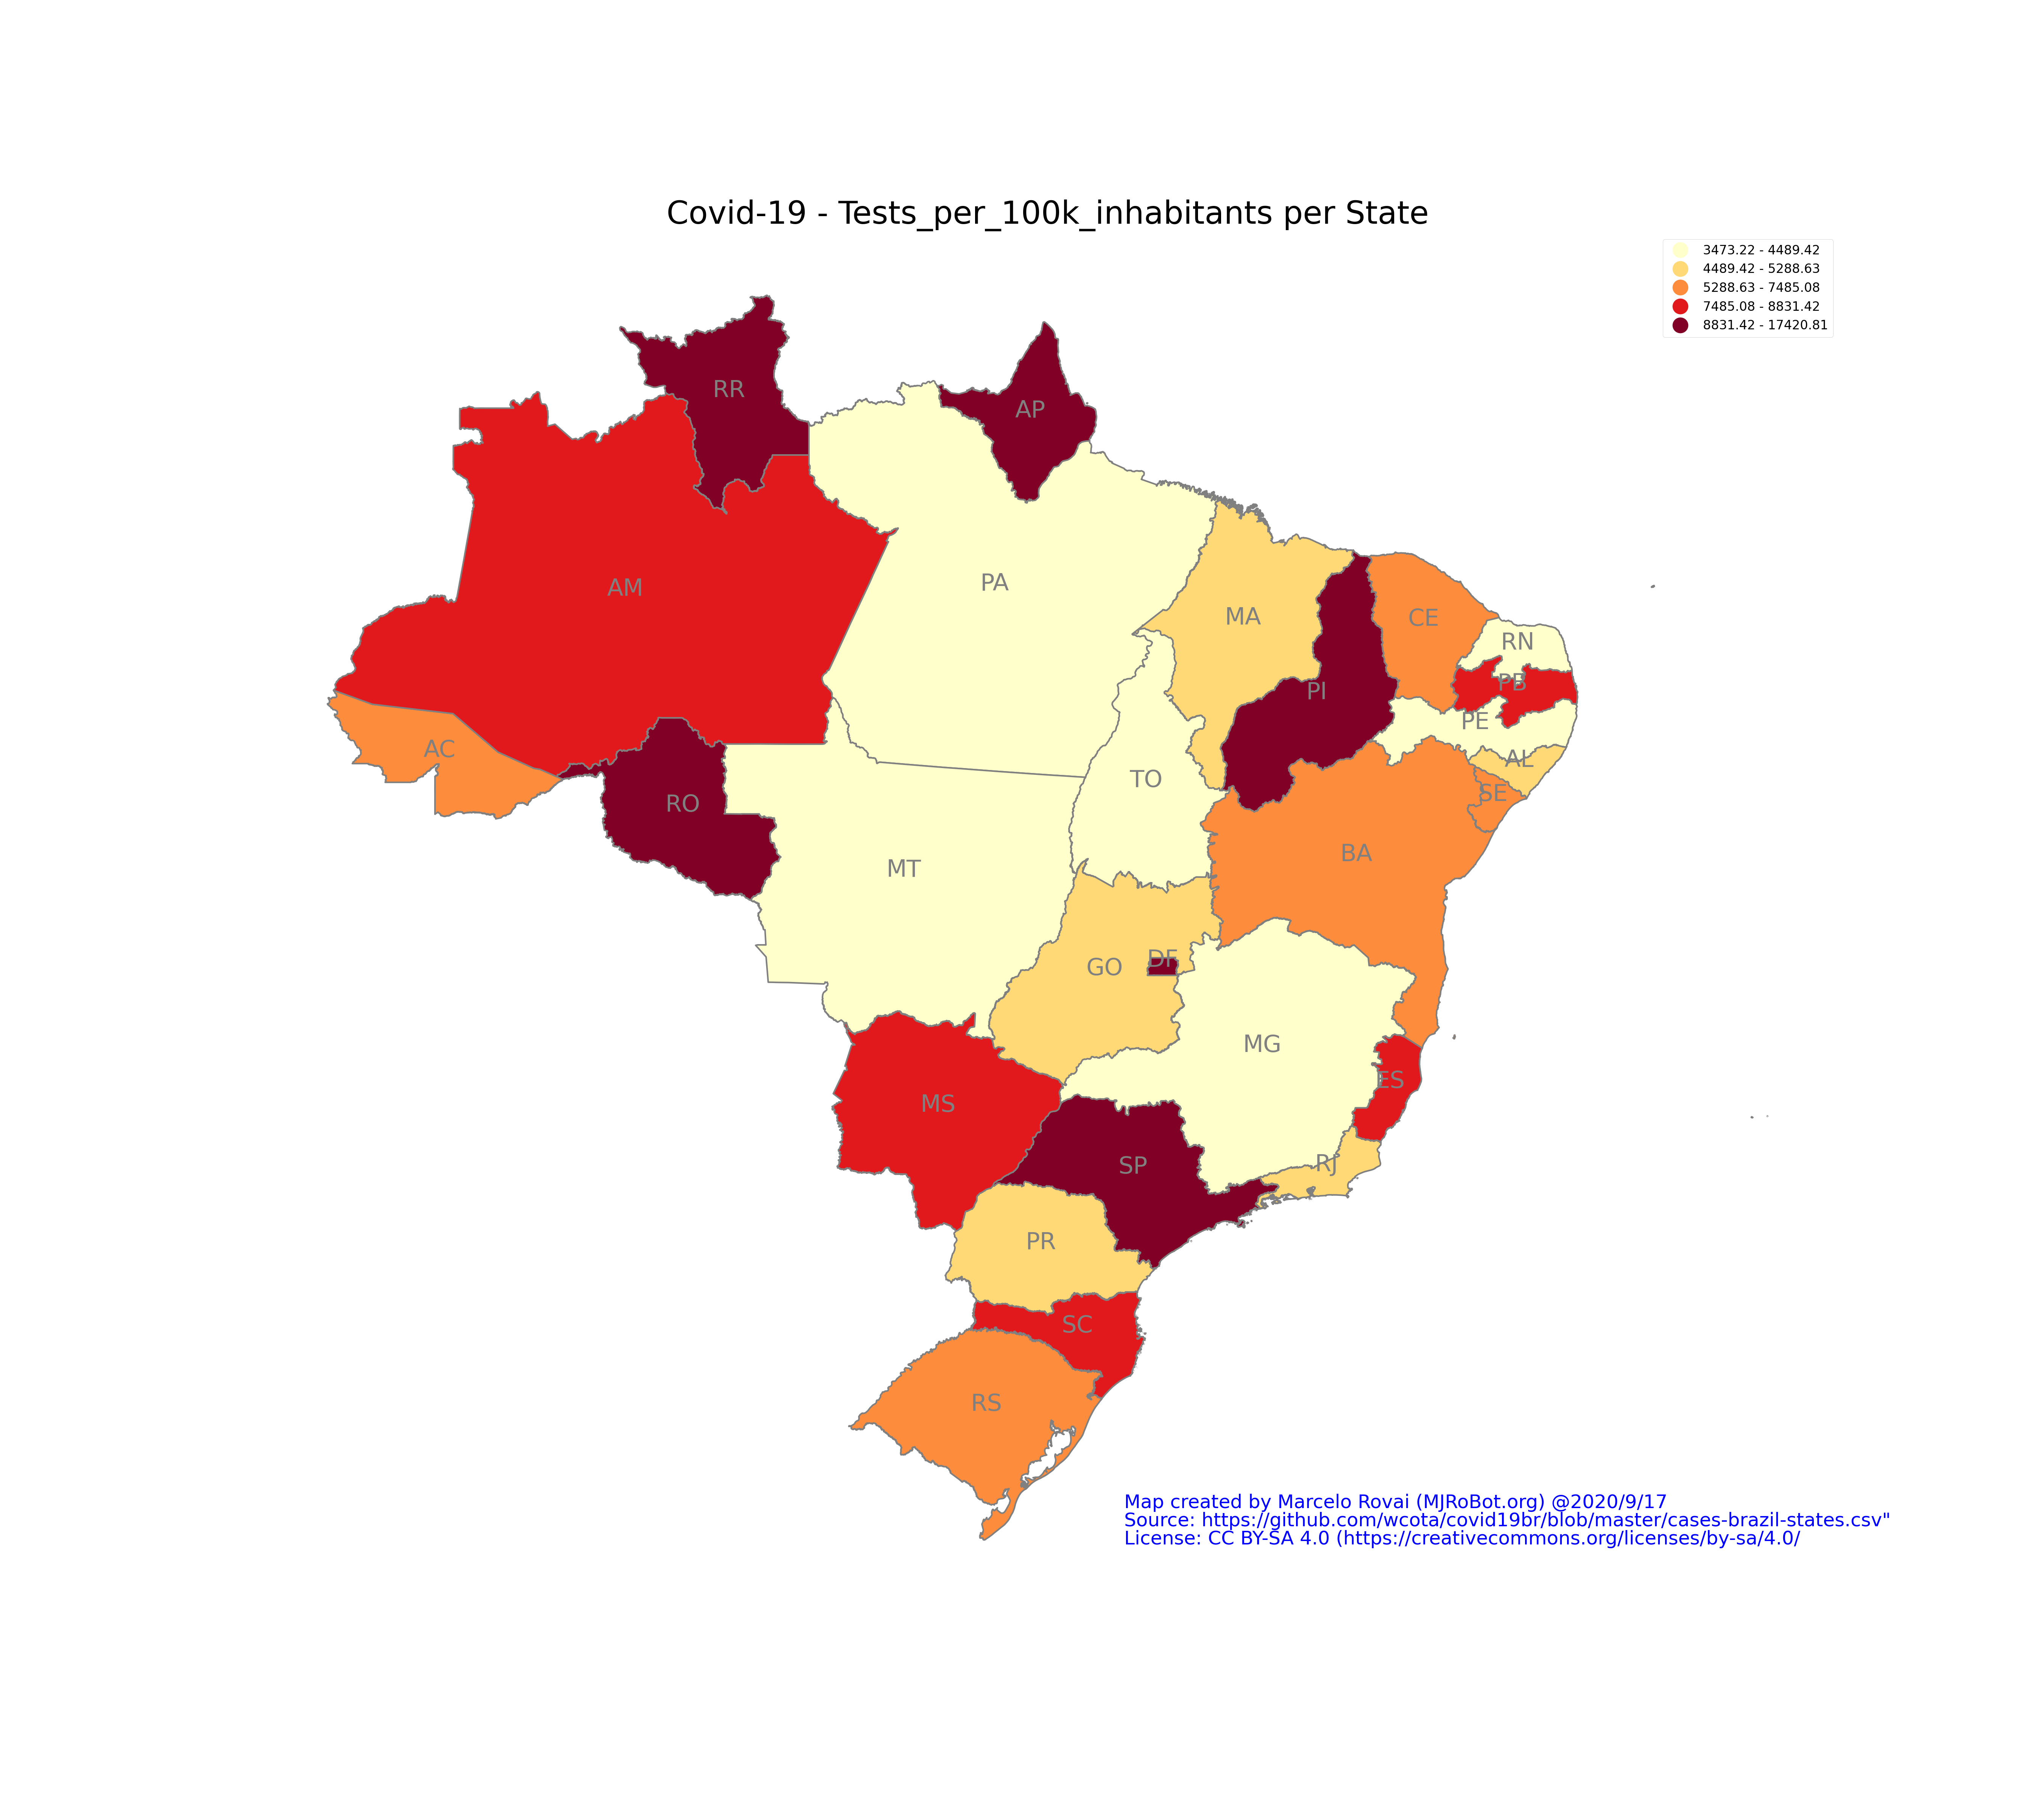 Covid-19 - Tests_per_100k_inhabitants per State
3473.22 - 4489.42
4489.42 - 5288.63
5288.63 - 7485.08
7485.08 - 8831.42
8831.42 - 17420.81
RR
AP
AM
PA
MA
CE
RN
PB
PI
PE
AC
AL
TO
SE
RO
BA
MT
DF
GO
MG
ES
MS
RJ
SP
PR
SC
RS
Map created by Marcelo Rovai (MJRoBot.org) @2020/9/17
Source: https://github.com/wcota/covid19br/blob/master/cases-brazil-states.csv"
License: CC BY-SA 4.0 (https://creativecommons.org/licenses/by-sa/4.0/